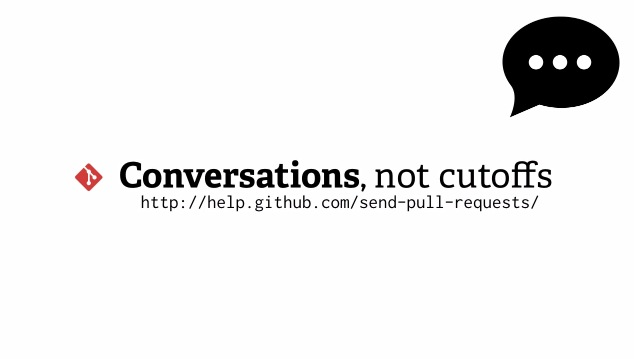 Conversations, not cutoffs
http://help.github.com/send-pull-requests/